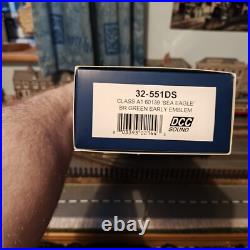 32-551DS
CLASS A1 60139 'SEA EAGLE'
BR GREEN EARLY EMBLEM
DCC
SOUND